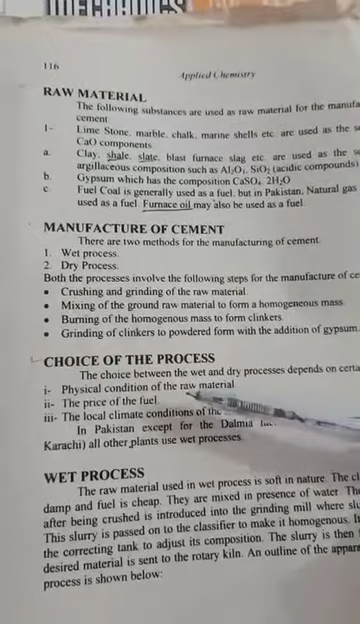 MECHANICS
116
Applied Chemistry
RAW MATERIAL
The following substances are used as raw material for the
cement
1- Lime Stone, marble, chalk, marine shells etc. are used as the
CaO components
a. Clay, shale, slate, blast furnace slag etc. are used as the
argillaceous composition such as Al₂O₃, SiO₂ (acidic compounds)
b. Gypsum which has the composition CaSO₄. 2H₂O
c Fuel Coal is generally used as a fuel, but in Pakistan, Natural gas
used as a fuel. Furnace oil may also be used as a fuel
MANUFACTURE OF CEMENT
There are two methods for the manufacturing of cement.
1. Wet process.
2. Dry Process.
Both the processes involve the following steps for the manufacture of
• Crushing and grinding of the raw material.
• Mixing of the ground raw material to form a homogeneous mass.
• Burning of the homogenous mass to form clinkers.
• Grinding of clinkers to powdered form with the addition of gypsum.
CHOICE OF THE PROCESS
The choice between the wet and dry processes depends on
i- Physical condition of the raw material
ii- The price of the fuel.
iii- The local climate conditions of the
In Pakistan except for the Dalmia
Karachi) all other plants use wet processes.
WET PROCESS
The raw material used in wet process is soft in nature. The
damp and fuel is cheap. They are mixed in presence of water.
after being crushed is introduced into the grinding mill where
This slurry is passed on to the classifier to make it homogenous.
the correcting tank to adjust its composition. The slurry is then
desired material is sent to the rotary kiln. An outline of the
process is shown below: